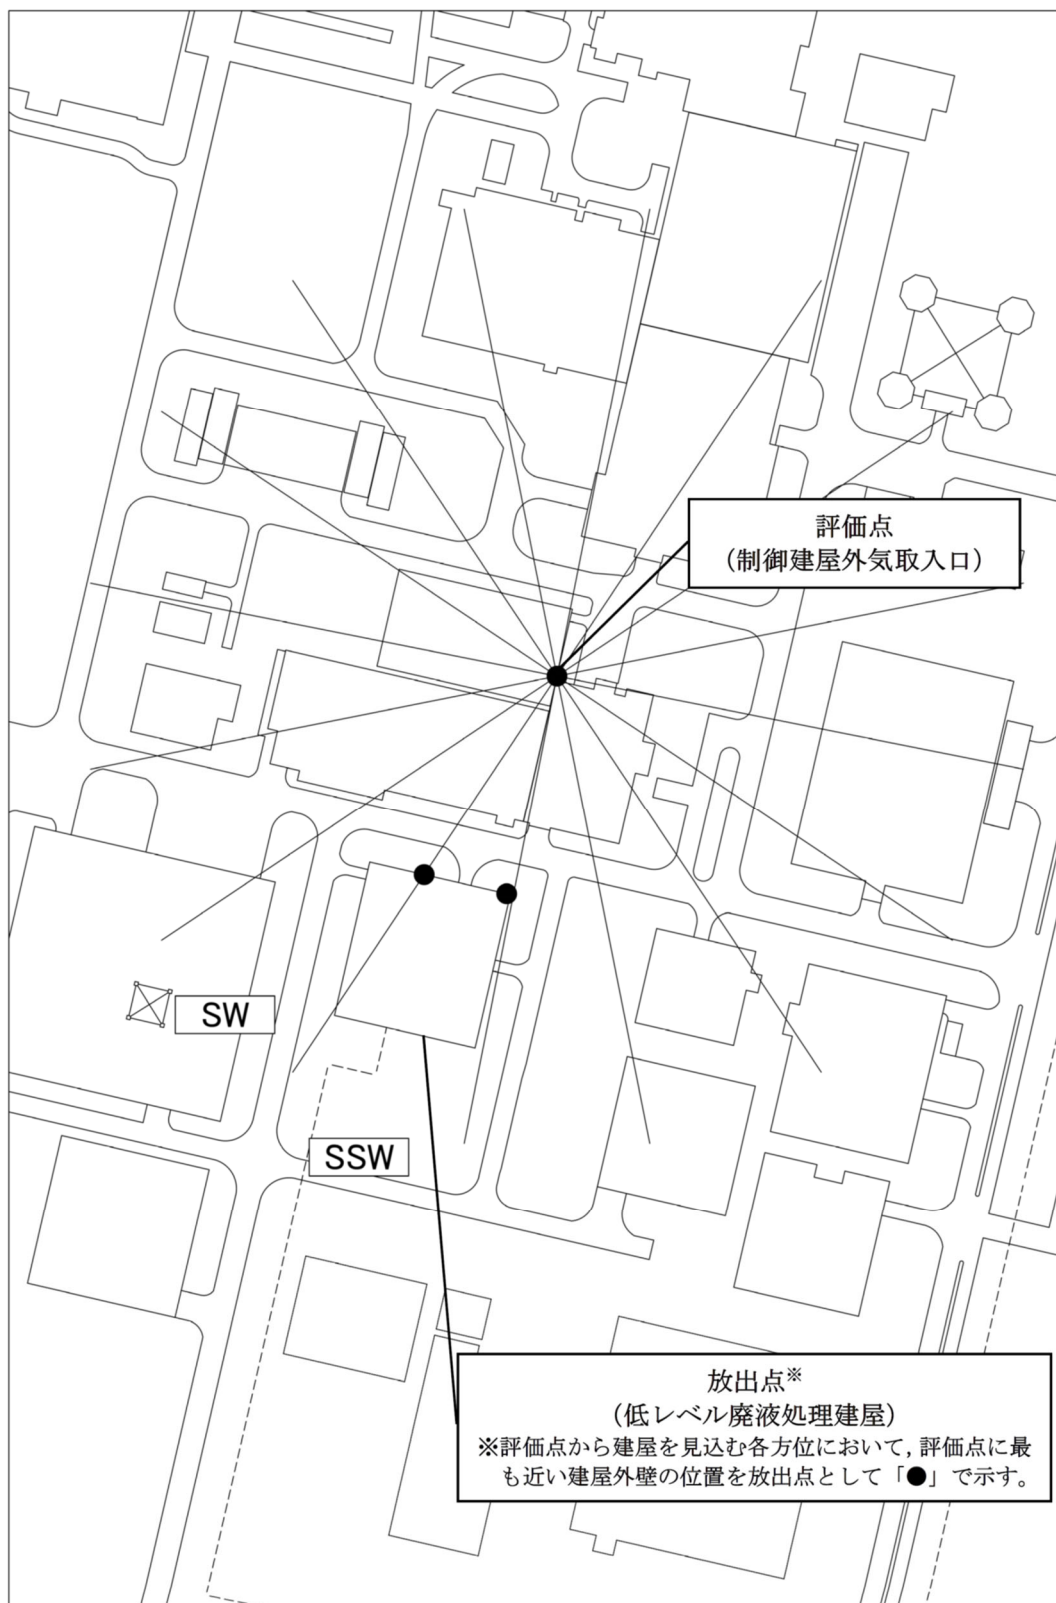 評価点
（制御建屋外気取入口）
SW
SSW
放出点※
（低レベル廃液処理建屋）
※評価点から建屋を見込む各方位において，評価点に最
も近い建屋外壁の位置を放出点として「●」で示す。